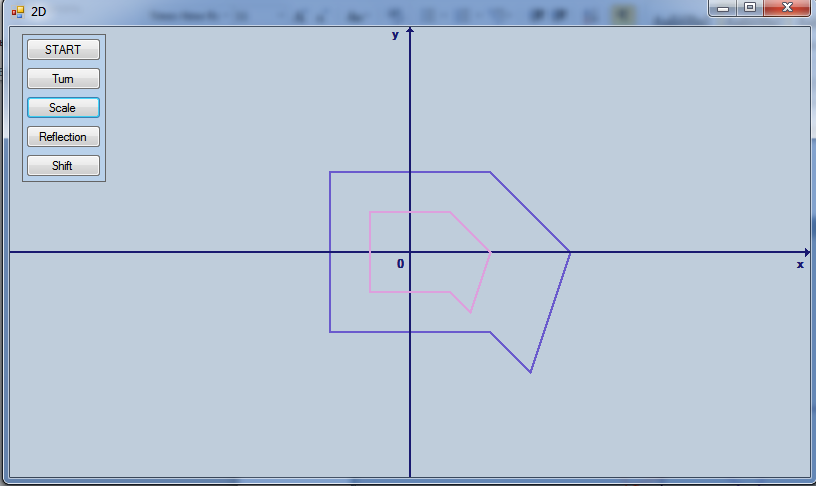 2D
START
Turn
Scale
Reflection
Shift
y
0
x